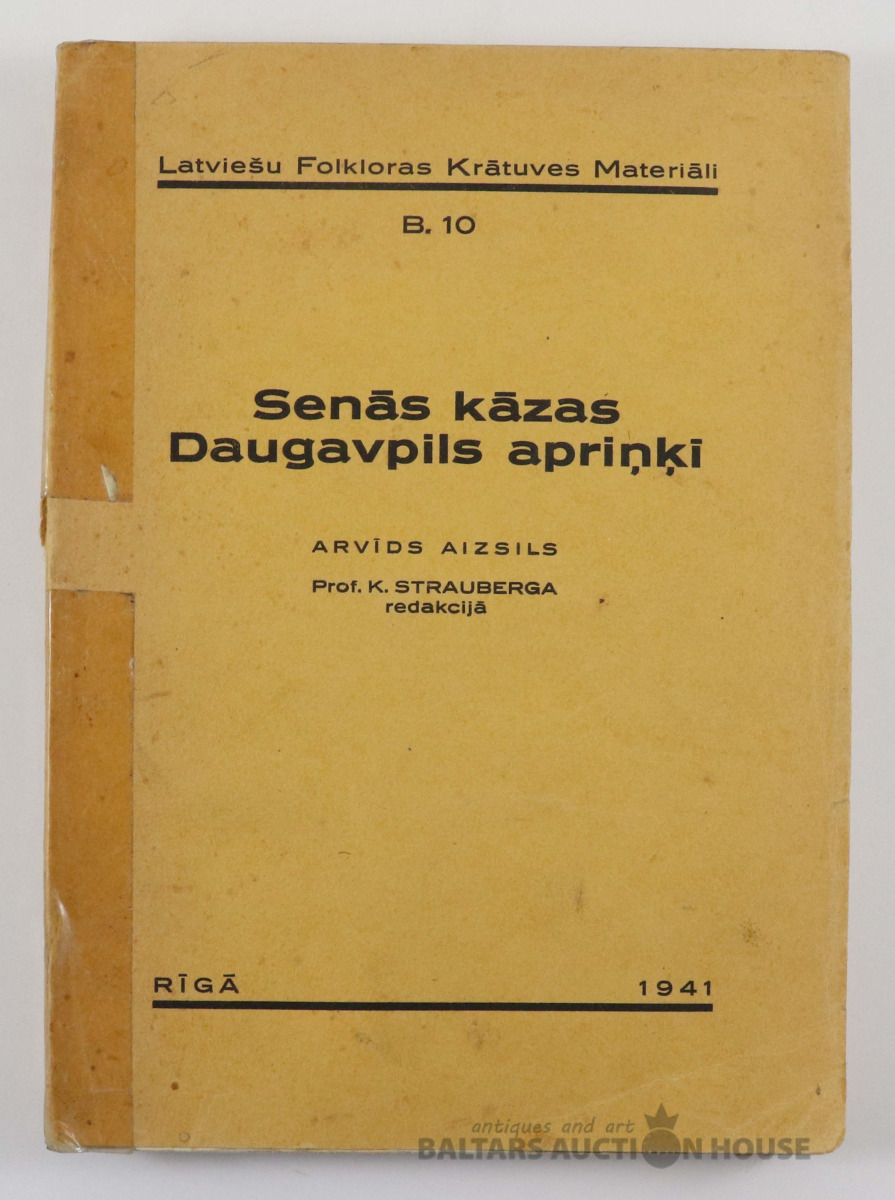 Latviešu Folkloras Krātuves Materiāli
B. 10
Senās kāzas
Daugavpils apriņķī
ARVĪDS AIZSILS
Prof. K. STRAUBERGA
redakcijā
RĪGĀ 1941
antiques and art
BALTARS AUCTION HOUSE